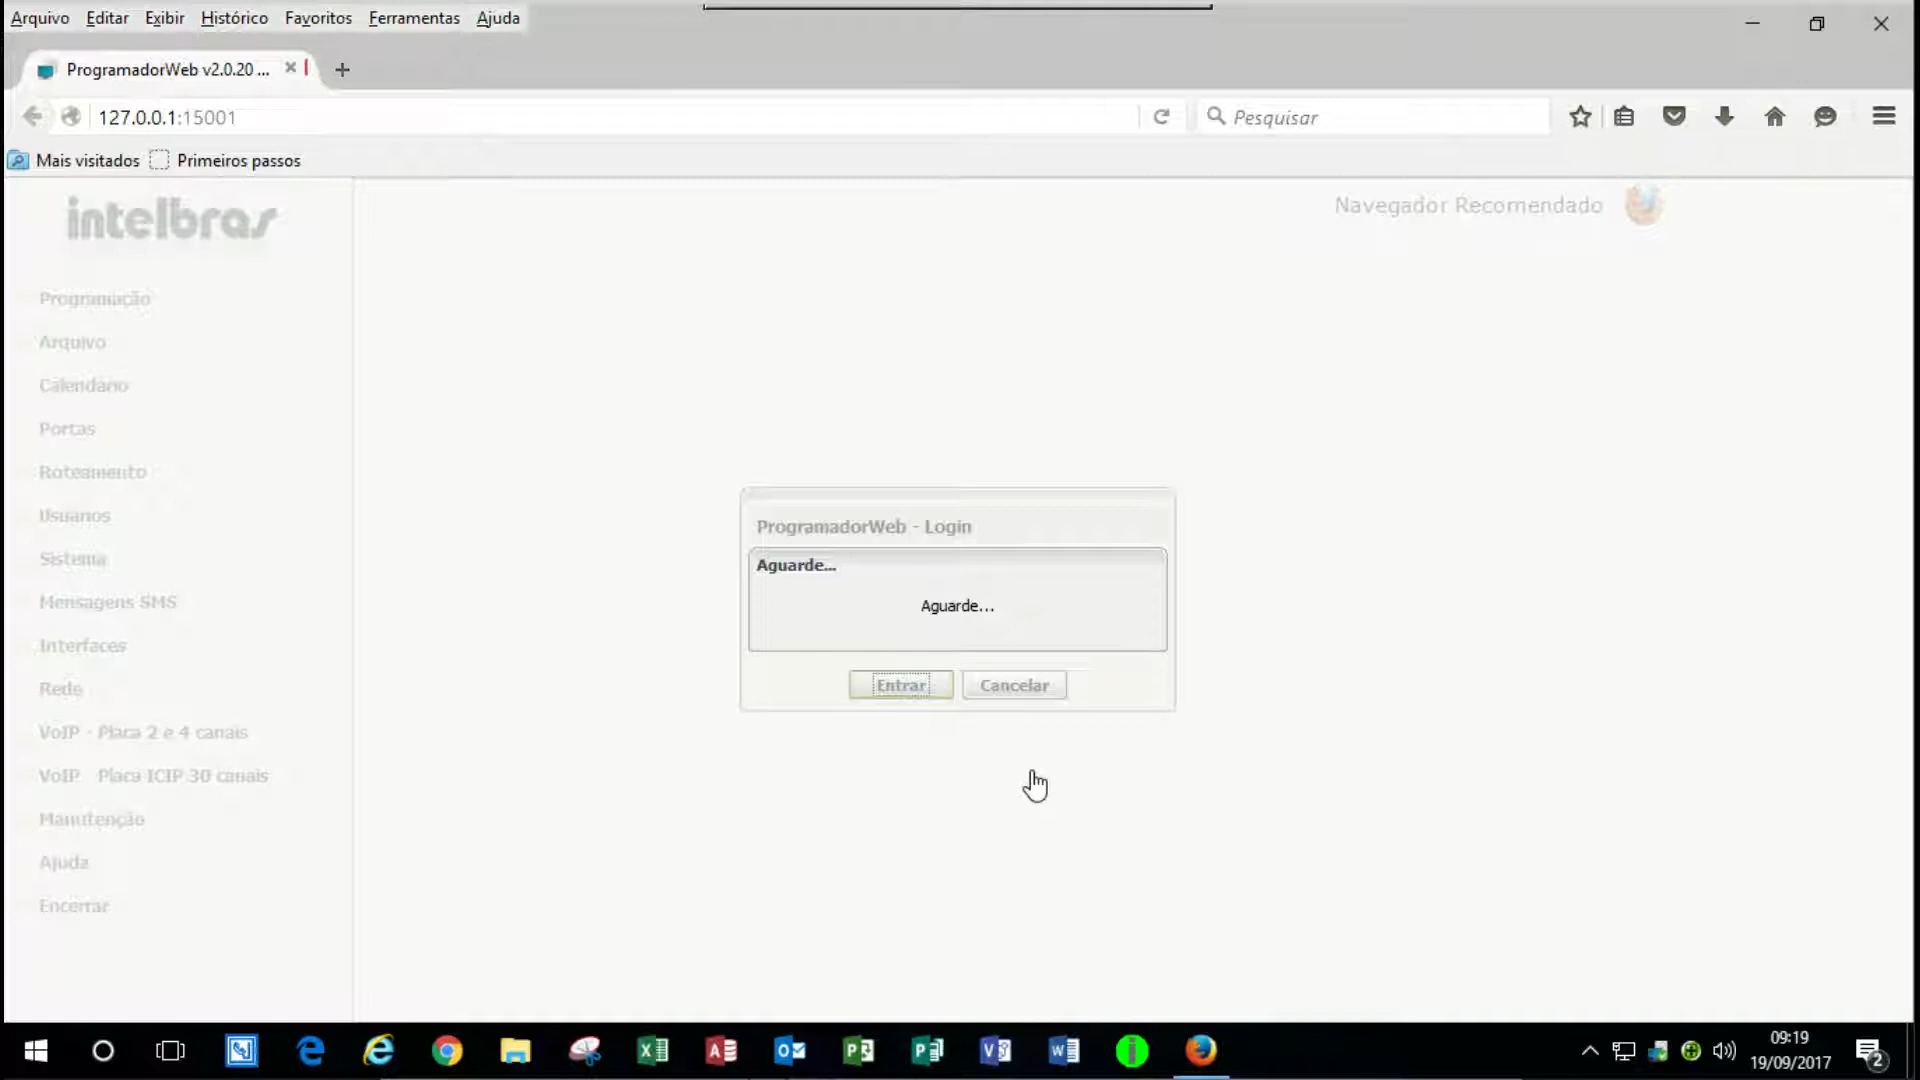 Arquivo Editar Exibir Histórico Favoritos Ferramentas Ajuda
ProgramadorWeb v2.0.20 ...
127.0.0.1:15001
Pesquisar
Mais visitados Primeiros passos
intelbras
Navegador Recomendado
Programação
Arquivo
Calendário
Portas
Roteamento
Usuários
Sistema
Mensagens SMS
Interfaces
Rede
VoIP - Placa 2 e 4 canais
VoIP Placa ICIP 30 canais
Manutenção
Ajuda
Encerrar
ProgramadorWeb - Login
Aguarde...
Aguarde...
Entrar Cancelar
09:19
19/09/2017
2